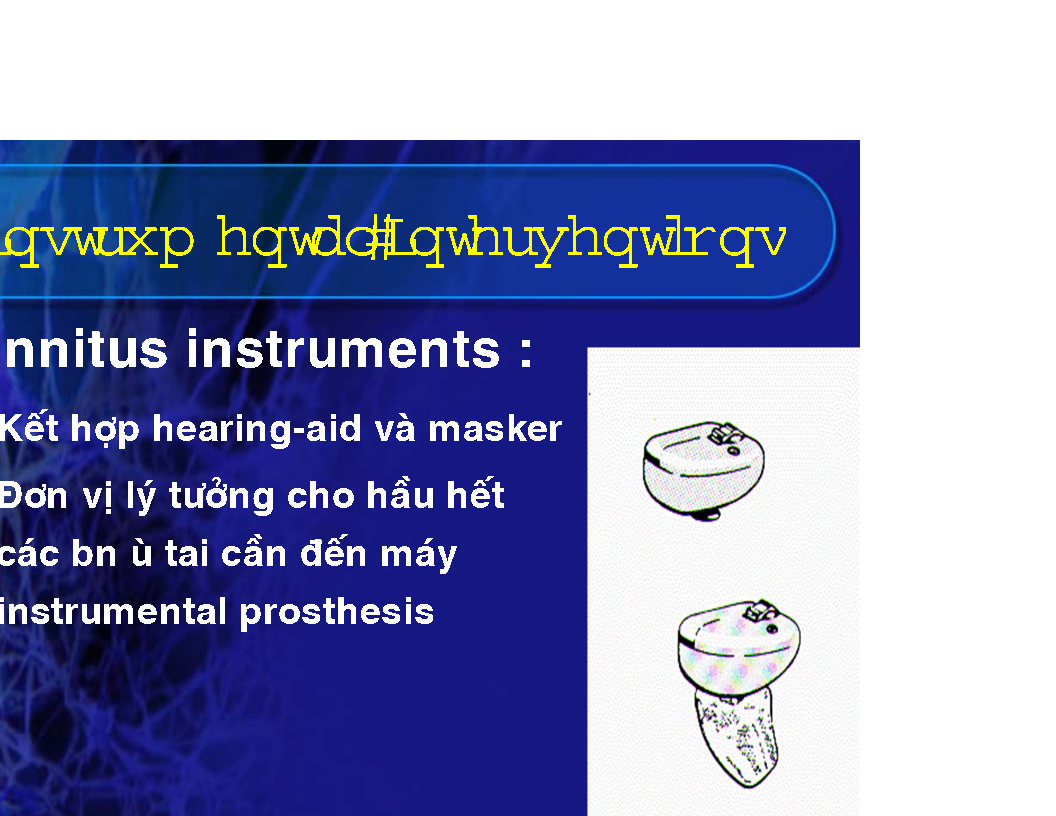 qvwuxp hqwdo#Lqwhuyhqwlrqv
nnitus instruments :
Kết hợp hearing-aid và masker
Đơn vị lý tưởng cho hầu hết
các bn ù tai cần đến máy
instrumental prosthesis